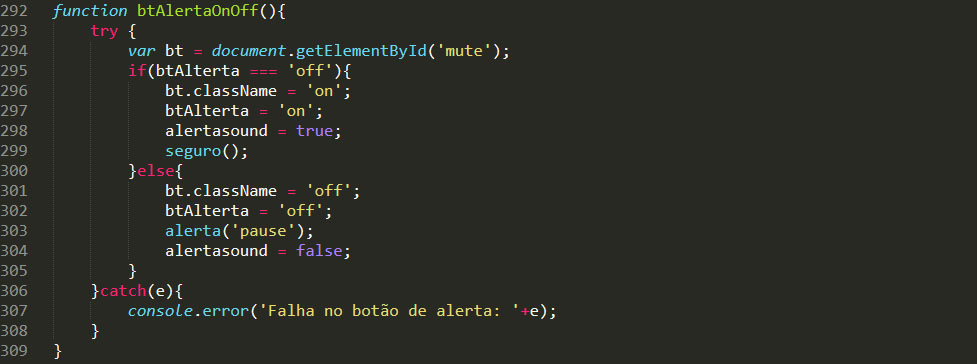 292 function btAlertaOnOff(){
293     try {
294         var bt = document.getElementById('mute');
295         if(btAlterta === 'off'){
296             bt.className = 'on';
297             btAlterta = 'on';
298             alertasound = true;
299             seguro();
300         }else{
301             bt.className = 'off';
302             btAlterta = 'off';
303             alerta('pause');
304             alertasound = false;
305         }
306     }catch(e){
307         console.error('Falha no botão de alerta: '+e);
308     }
309 }